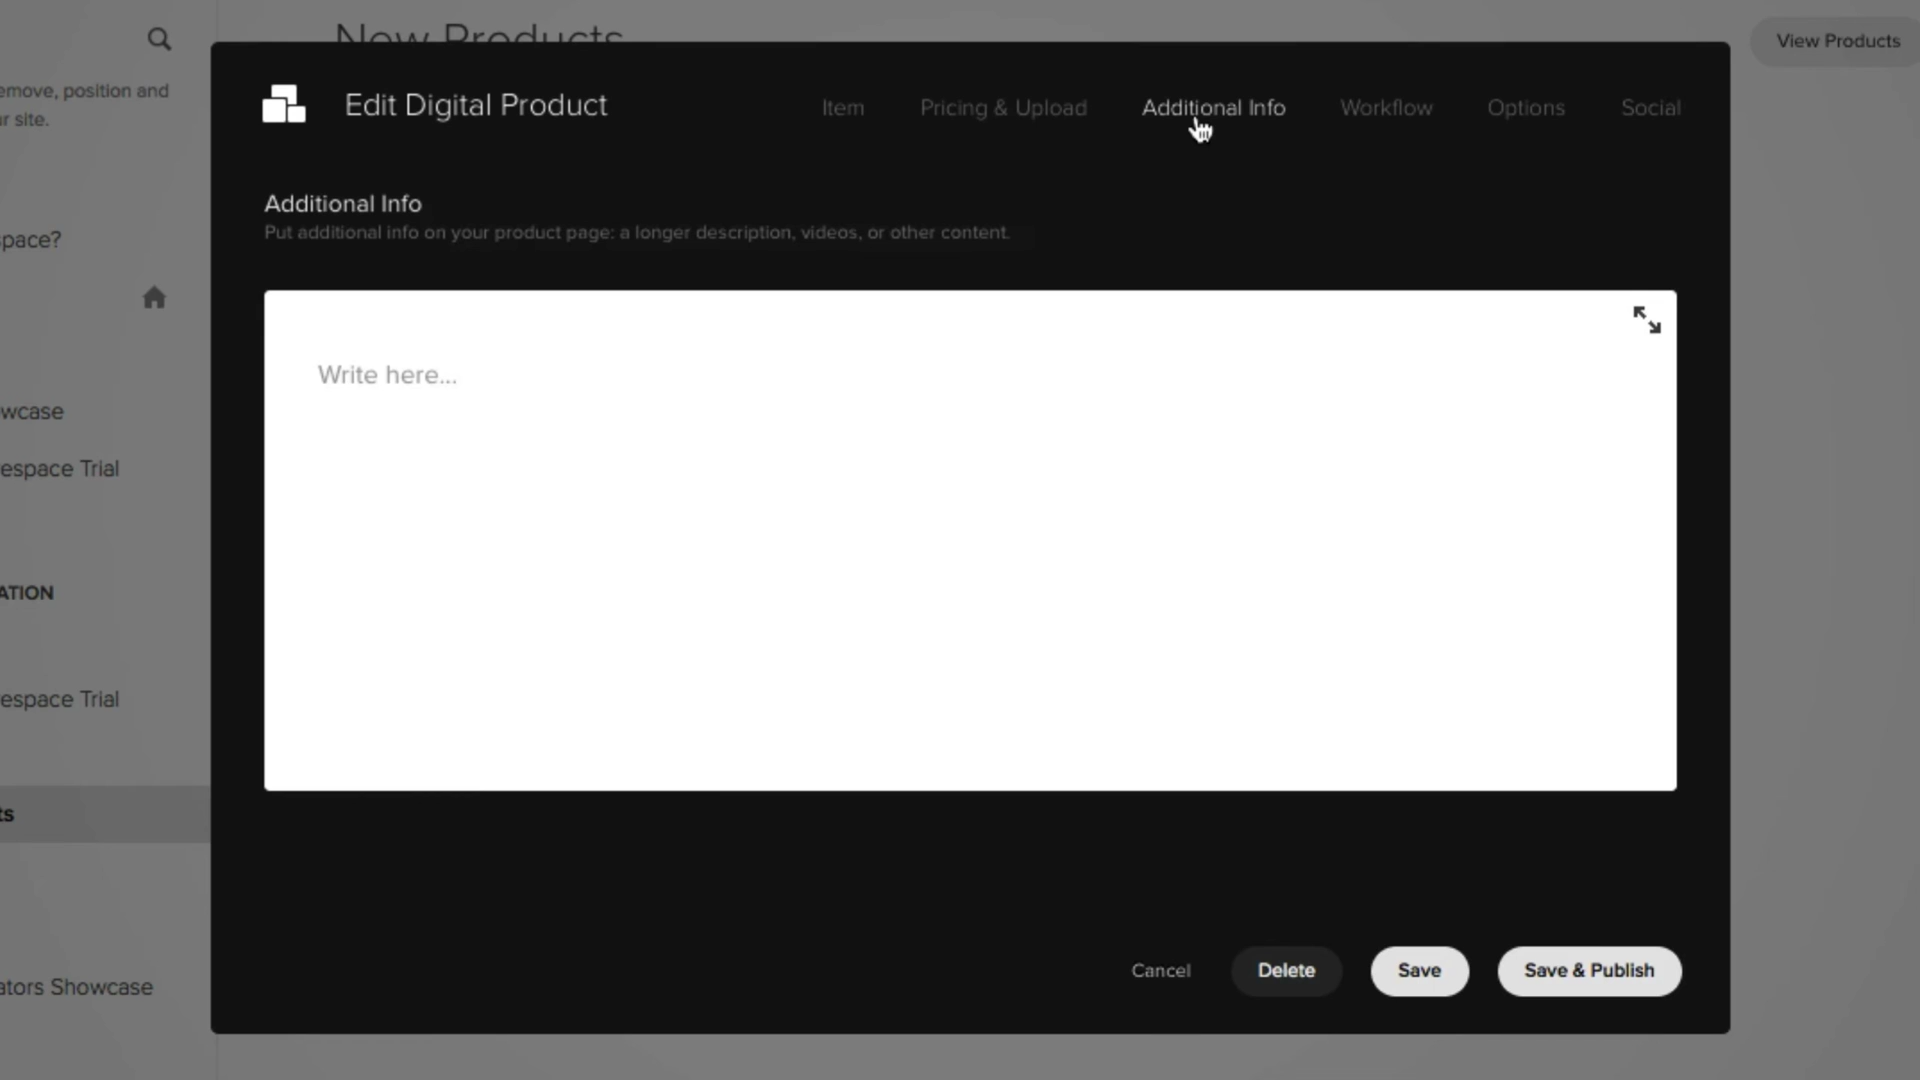 New Products
View Products
emove, position and
r site.
pace?
wcase
espace Trial
ATION
espace Trial
ts
ators Showcase
Edit Digital Product
Item
Pricing & Upload
Additional Info
Workflow
Options
Social
Additional Info
Put additional info on your product page: a longer description, videos, or other content.
Write here...
Cancel
Delete
Save
Save & Publish